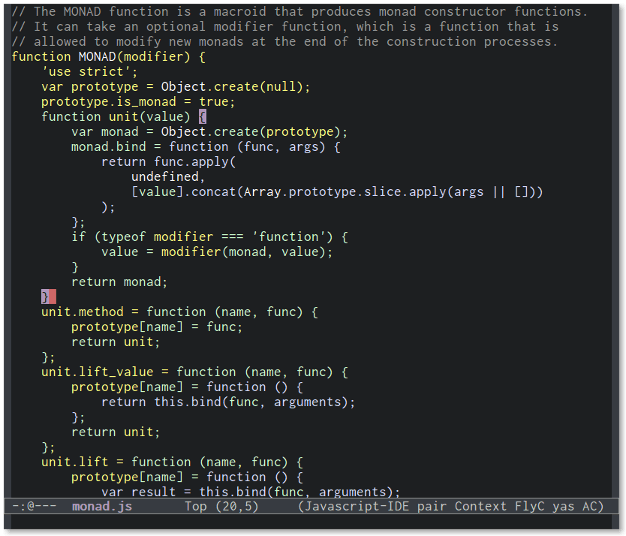 // The MONAD function is a macroid that produces monad constructor functions.
// It can take an optional modifier function, which is a function that is
// allowed to modify new monads at the end of the construction processes.
function MONAD(modifier) {
    'use strict';
    var prototype = Object.create(null);
    prototype.is_monad = true;
    function unit(value) {
        var monad = Object.create(prototype);
        monad.bind = function (func, args) {
            return func.apply(
                undefined,
                [value].concat(Array.prototype.slice.apply(args || []))
            );
        };
        if (typeof modifier === 'function') {
            value = modifier(monad, value);
        }
        return monad;
    }
    unit.method = function (name, func) {
        prototype[name] = func;
        return unit;
    };
    unit.lift_value = function (name, func) {
        prototype[name] = function () {
            return this.bind(func, arguments);
        };
        return unit;
    };
    unit.lift = function (name, func) {
        prototype[name] = function () {
            var result = this.bind(func, arguments);
-:@--- monad.js Top (20,5) (Javascript-IDE pair Context FlyC yas AC)